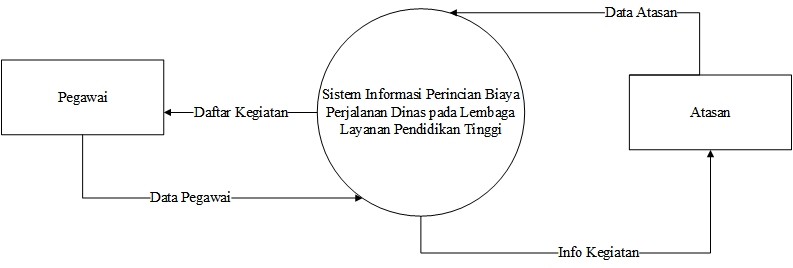 Data Atasan
Pegawai
Sistem Informasi Perincian Biaya
Perjalanan Dinas pada Lembaga
Layanan Pendidikan Tinggi
Daftar Kegiatan
Atasan
Data Pegawai
Info Kegiatan